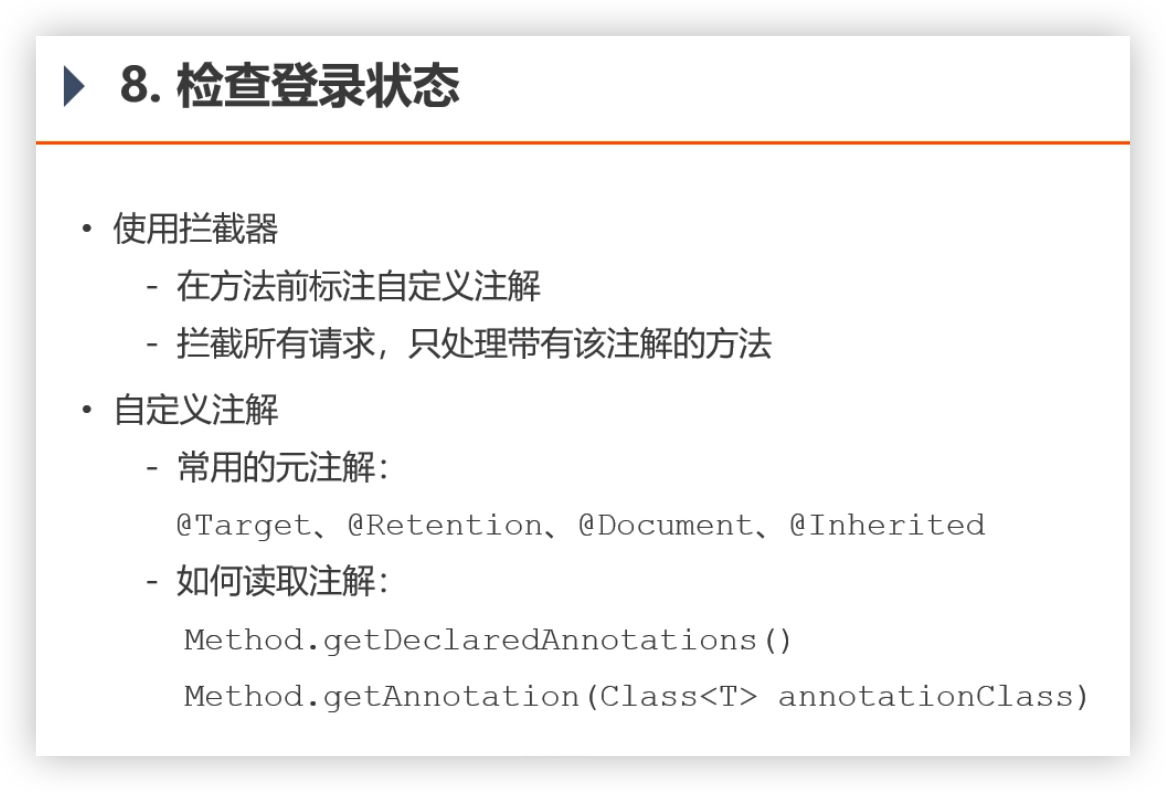 8. 检查登录状态
• 使用拦截器
- 在方法前标注自定义注解
- 拦截所有请求，只处理带有该注解的方法
• 自定义注解
- 常用的元注解：
@Target、@Retention、@Document、@Inherited
- 如何读取注解：
Method.getDeclaredAnnotations()
Method.getAnnotation(Class<T> annotationClass)